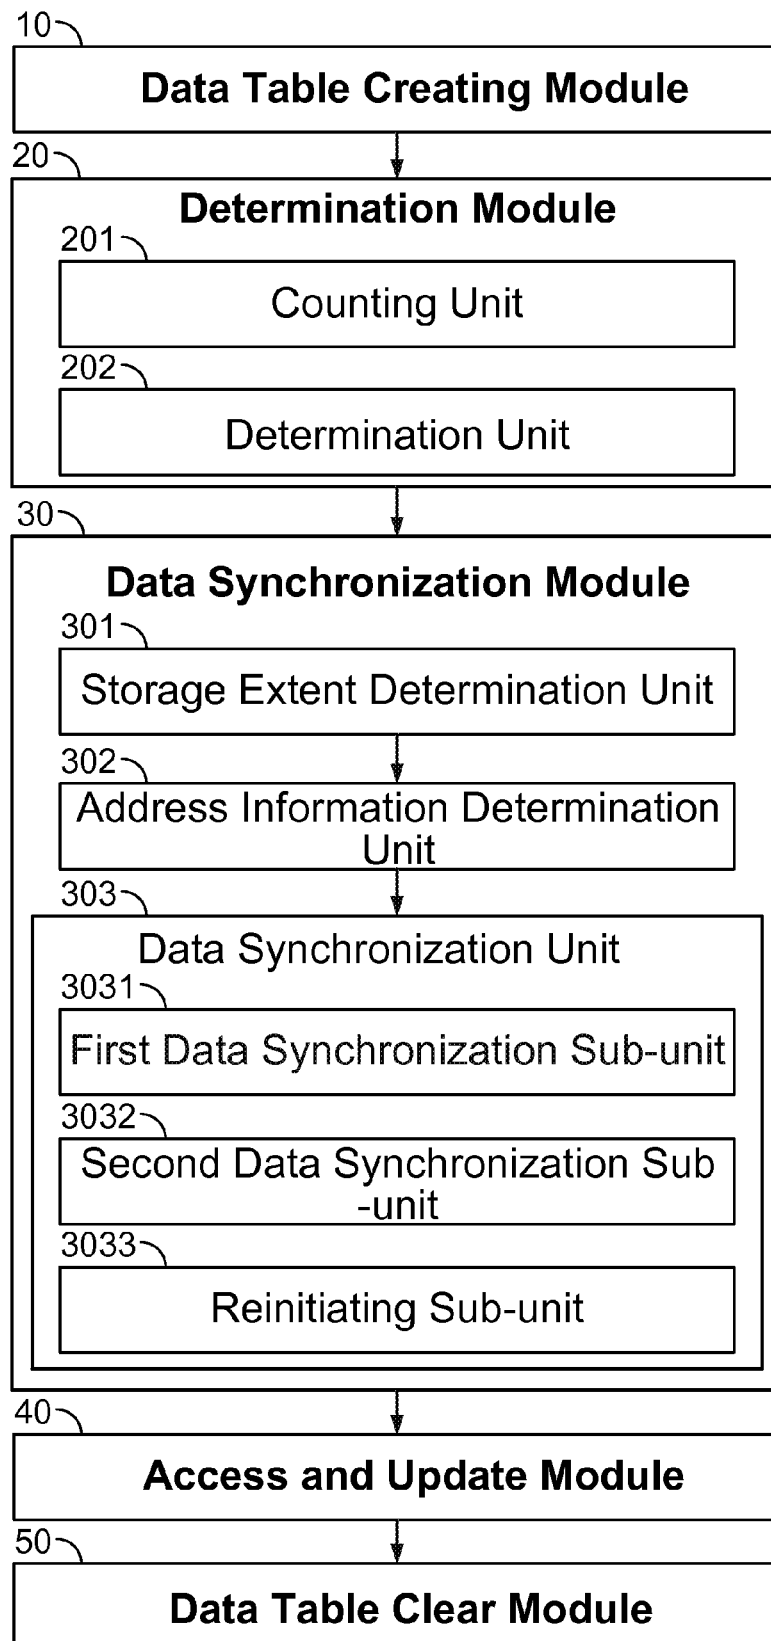 10
Data Table Creating Module
20
Determination Module
201
Counting Unit
202
Determination Unit
30
Data Synchronization Module
301
Storage Extent Determination Unit
302
Address Information Determination
Unit
303
Data Synchronization Unit
3031
First Data Synchronization Sub-unit
3032
Second Data Synchronization Sub
-unit
3033
Reinitiating Sub-unit
40
Access and Update Module
50
Data Table Clear Module